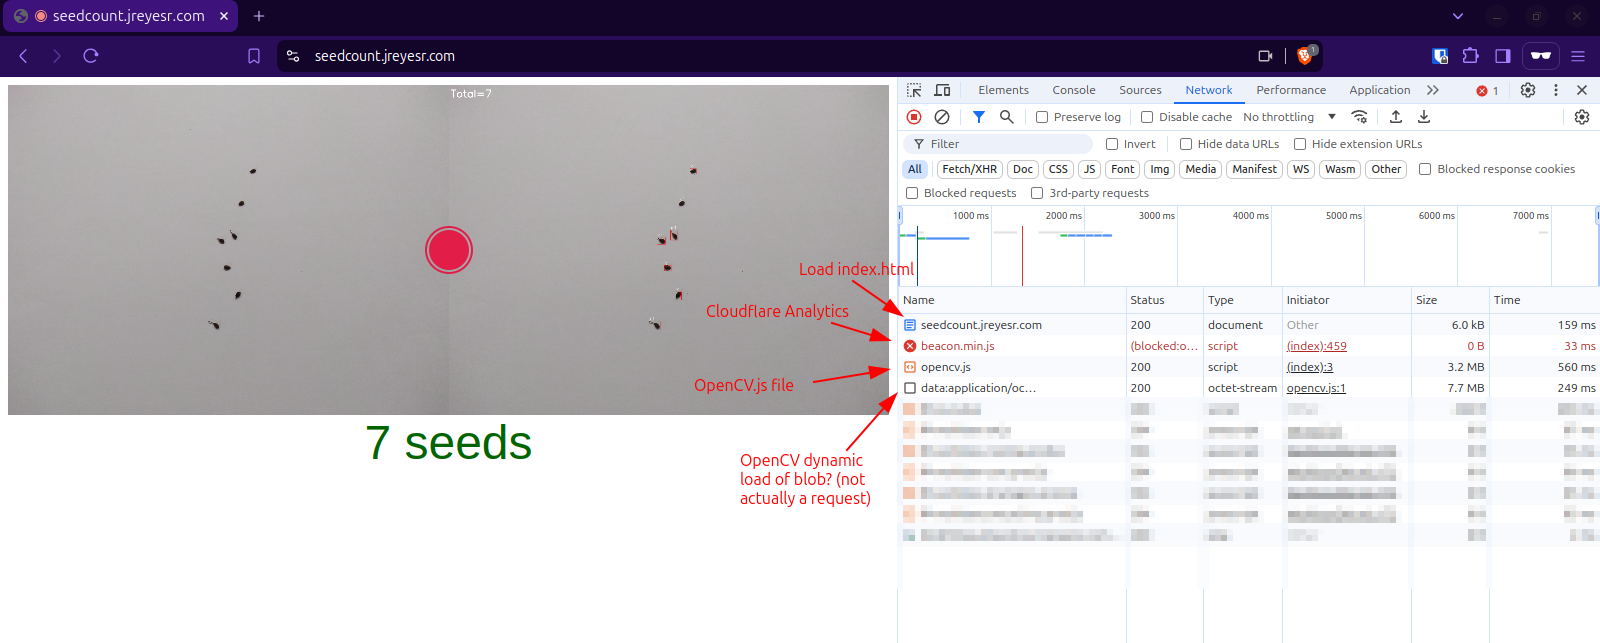 seedcount.jreyesr.com
seedcount.jreyesr.com
1
Total=7
7 seeds
Elements Console Sources Network Performance Application 1
Preserve log Disable cache No throttling
Filter Invert Hide data URLs Hide extension URLs
All Fetch/XHR Doc CSS JS Font Img Media Manifest WS Wasm Other Blocked response cookies
Blocked requests 3rd-party requests
1000 ms 2000 ms 3000 ms 4000 ms 5000 ms 6000 ms 7000 ms
Load index.html
Cloudflare Analytics
OpenCV.js file
OpenCV dynamic
load of blob? (not
actually a request)
Name Status Type Initiator Size Time
seedcount.jreyesr.com 200 document Other 6.0 kB 159 ms
beacon.min.js (blocked:o... script (index):459 0 B 33 ms
opencv.js 200 script (index):3 3.2 MB 560 ms
data:application/oc... 200 octet-stream opencv.js:1 7.7 MB 249 ms